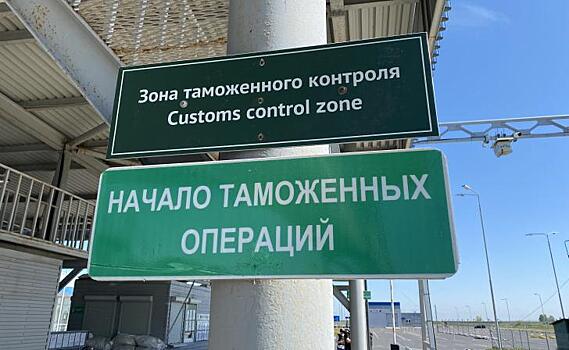 Зона таможенного контроля
Customs control zone
НАЧАЛО ТАМОЖЕННЫХ
ОПЕРАЦИЙ